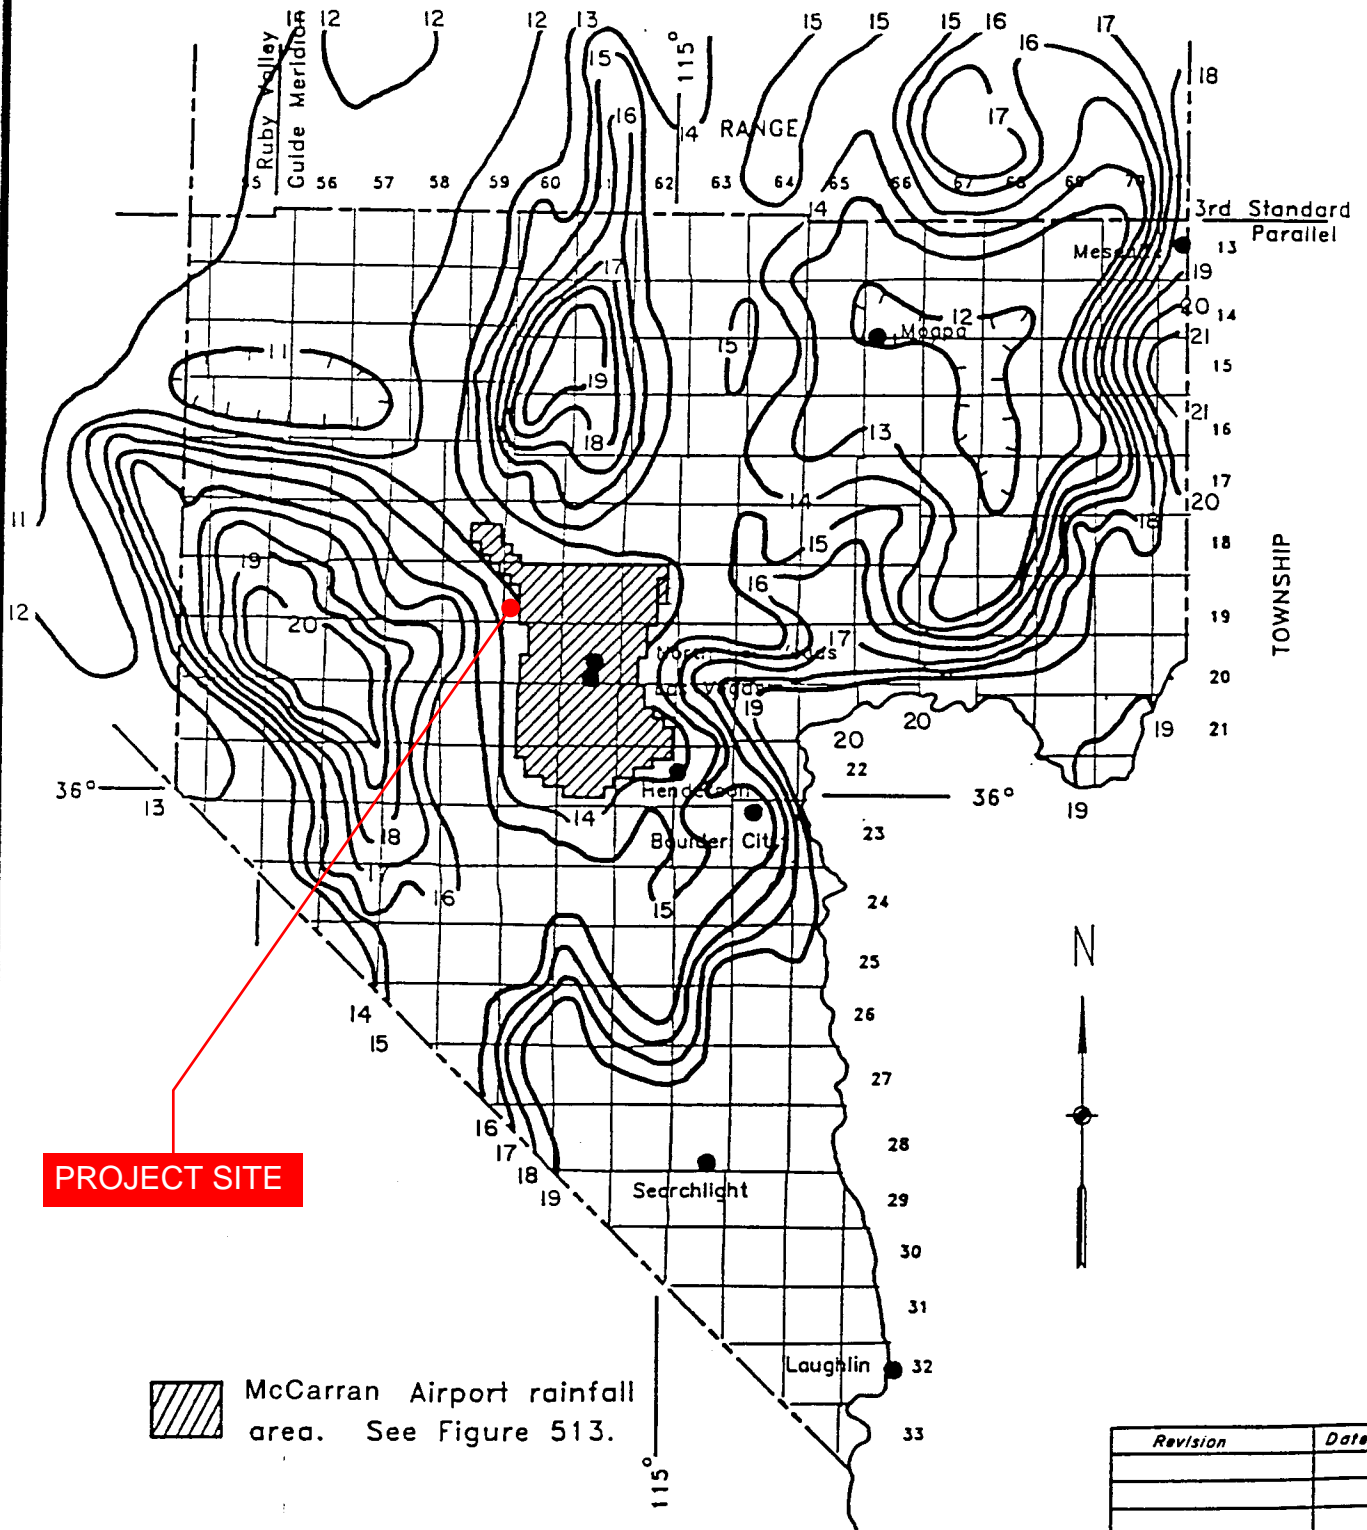 14 12 12 12 13 15 15 15 16 17
Ruby Valley
Guide Meridian
115°
15 16 18
16 17
14 RANGE
55 56 57 58 59 60 62 63 64 65 66 67 68 69
14
3rd Standard
Parallel
13
17 19
12 20 14
Moapa 21
11 15 15
19
21
18 13 16
17
14 20
11 18
15 18
19 16
12 19
20 17
TOWNSHIP
20
19 20 19 21
20 22
36° 36°
13 Henderson 19
14
18 Boulder City 23
17
16 15 24
N
25
14 26
15
27
16
17 28
18
19 Searchlight 29
30
31
PROJECT SITE
Laughlin 32
33
McCarran Airport rainfall
area. See Figure 513.
115°
Revision Date